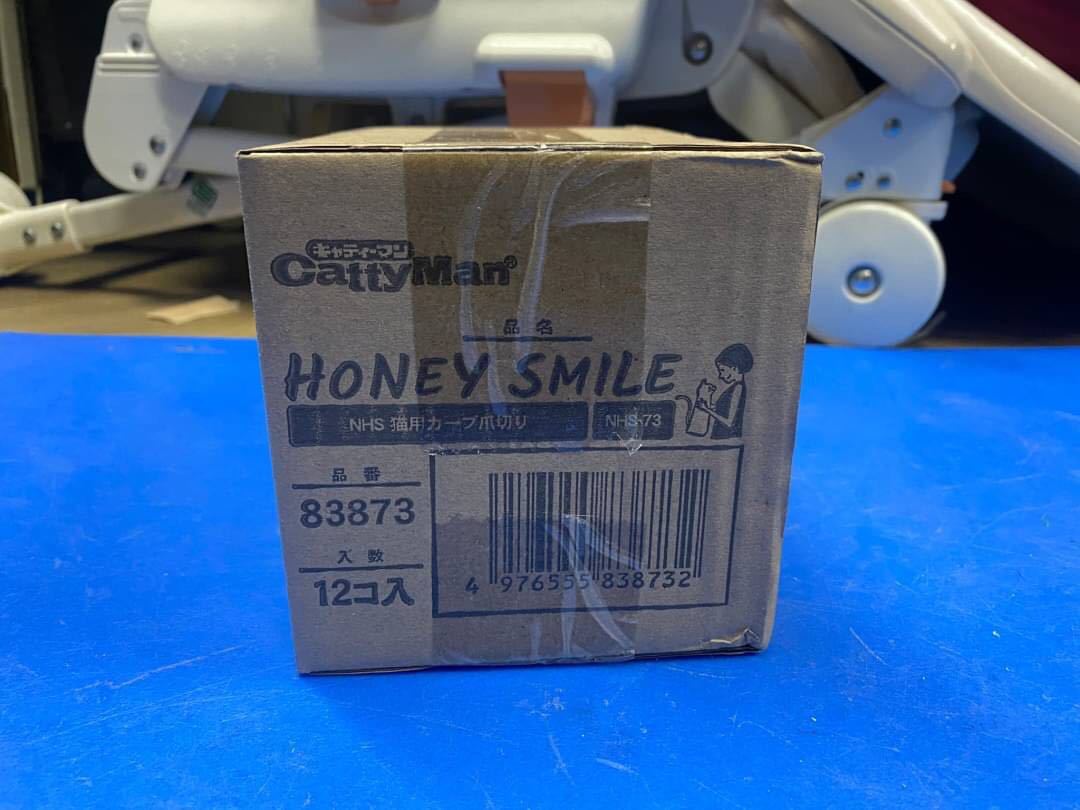 キャティーマン
CattyMan®
品名
HONEY SMILE
NHS 猫用カーブ爪切り NHS-73
品番
83873
入数
12コ入
4 976555 838732